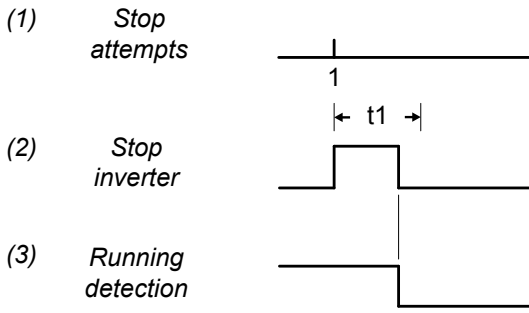 (1) Stop
attempts
1
t1
(2) Stop
inverter
(3) Running
detection